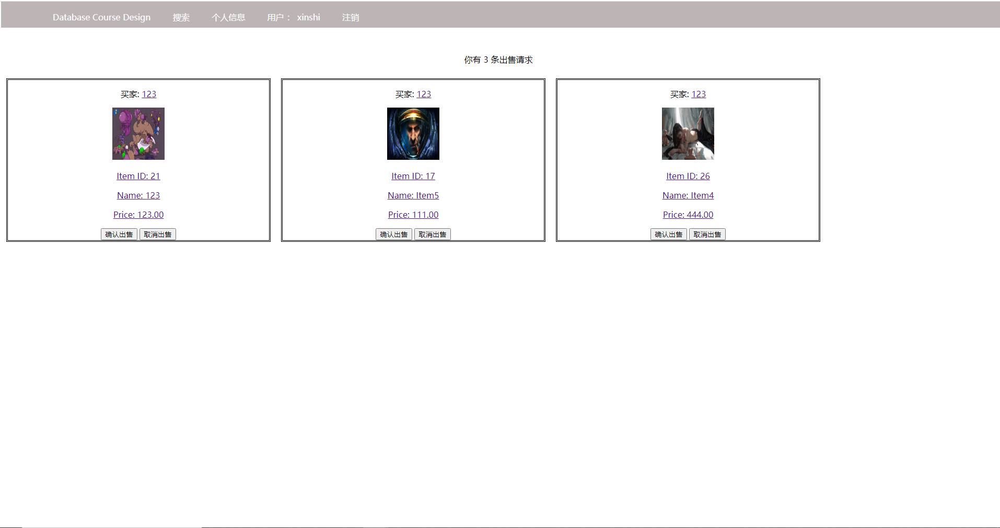 Database Course Design 搜索 个人信息 用户： xinshi 注销
你有 3 条出售请求
买家: 123
Item ID: 21
Name: 123
Price: 123.00
确认出售 取消出售
买家: 123
Item ID: 17
Name: Item5
Price: 111.00
确认出售 取消出售
买家: 123
Item ID: 26
Name: Item4
Price: 444.00
确认出售 取消出售